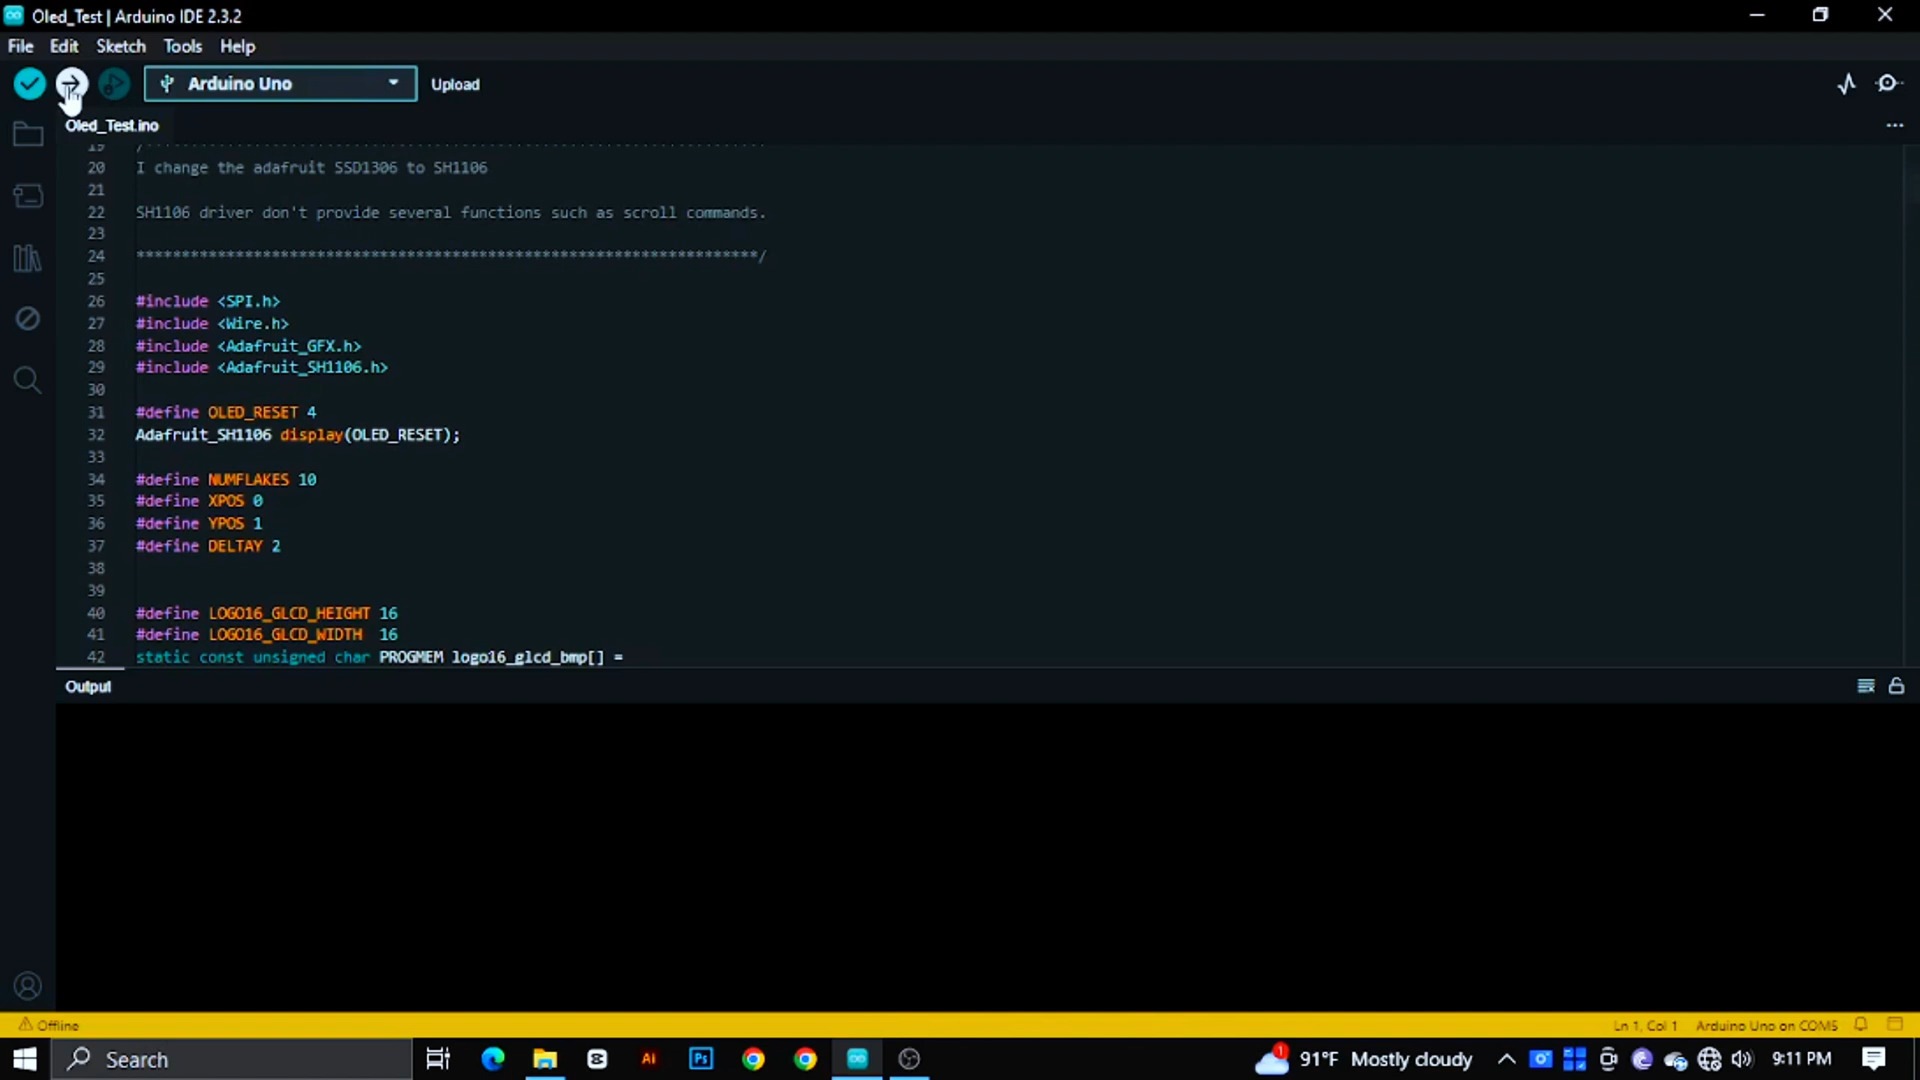 Oled_Test | Arduino IDE 2.3.2
File Edit Sketch Tools Help
Arduino Uno Upload
Oled_Test.ino
19
20 I change the adafruit SSD1306 to SH1106
21
22 SH1106 driver don't provide several functions such as scroll commands.
23
24 *********************************************************************/
25
26 #include <SPI.h>
27 #include <Wire.h>
28 #include <Adafruit_GFX.h>
29 #include <Adafruit_SH1106.h>
30
31 #define OLED_RESET 4
32 Adafruit_SH1106 display(OLED_RESET);
33
34 #define NUMFLAKES 10
35 #define XPOS 0
36 #define YPOS 1
37 #define DELTAY 2
38
39
40 #define LOGO16_GLCD_HEIGHT 16
41 #define LOGO16_GLCD_WIDTH 16
42 static const unsigned char PROGMEM logo16_glcd_bmp[] =
Output
Offline Ln 1, Col 1 Arduino Uno on COM5
Search Ai Ps 1 91°F Mostly cloudy 9:11 PM